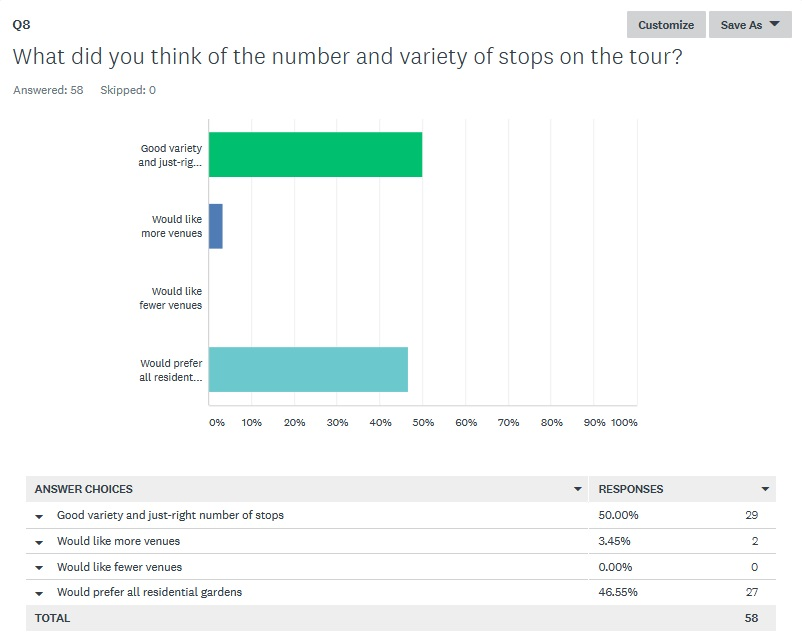 Q8
Customize
Save As
What did you think of the number and variety of stops on the tour?
Answered: 58 Skipped: 0
Good variety
and just-rig...
Would like
more venues
Would like
fewer venues
Would prefer
all resident...
0% 10% 20% 30% 40% 50% 60% 70% 80% 90% 100%
ANSWER CHOICES RESPONSES
Good variety and just-right number of stops 50.00% 29
Would like more venues 3.45% 2
Would like fewer venues 0.00% 0
Would prefer all residential gardens 46.55% 27
TOTAL 58